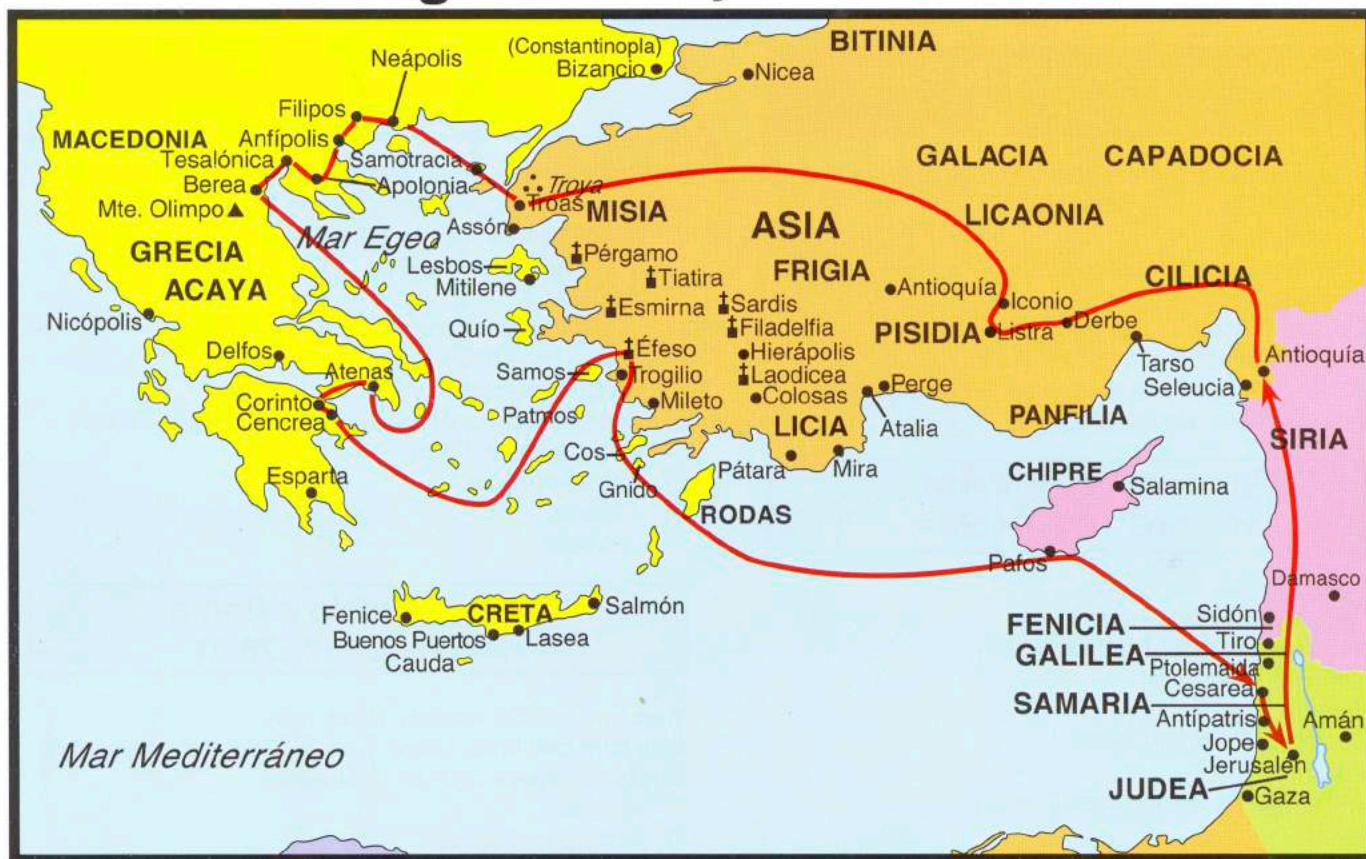 (Constantinopla)
Bizancio
BITINIA
Nicea
Neápolis
Filipos
MACEDONIA
Anfípolis
Tesalónica
Samotracia
Berea
Apolonia
Mte. Olimpo
GRECIA
ACAYA
Mar Egeo
Troya
Troas
Assón
MISIA
ASIA
GALACIA
CAPADOCIA
LICAONIA
Lesbos
Mitilene
Pérgamo
Tiatira
FRIGIA
Antioquía
Iconio
CILICIA
Nicópolis
Quío
Esmirna
Sardis
Filadelfia
PISIDIA
Listra
Derbe
Delfos
Atenas
Samos
Éfeso
Trogilio
Hierápolis
Laodicea
Colosas
Perge
Tarso
Seleucia
Antioquía
Corinto
Cencrea
Patmos
Mileto
LICIA
Atalia
PANFILIA
SIRIA
Esparta
Cos
Gnido
Pátara
Mira
RODAS
CHIPRE
Salamina
Pafos
Damasco
Fenice
CRETA
Salmón
Buenos Puertos
Lasea
Cauda
Sidón
FENICIA
Tiro
GALILEA
Ptolemaida
Cesarea
SAMARIA
Antípatris
Amán
Jope
Jerusalén
JUDEA
Gaza
Mar Mediterráneo